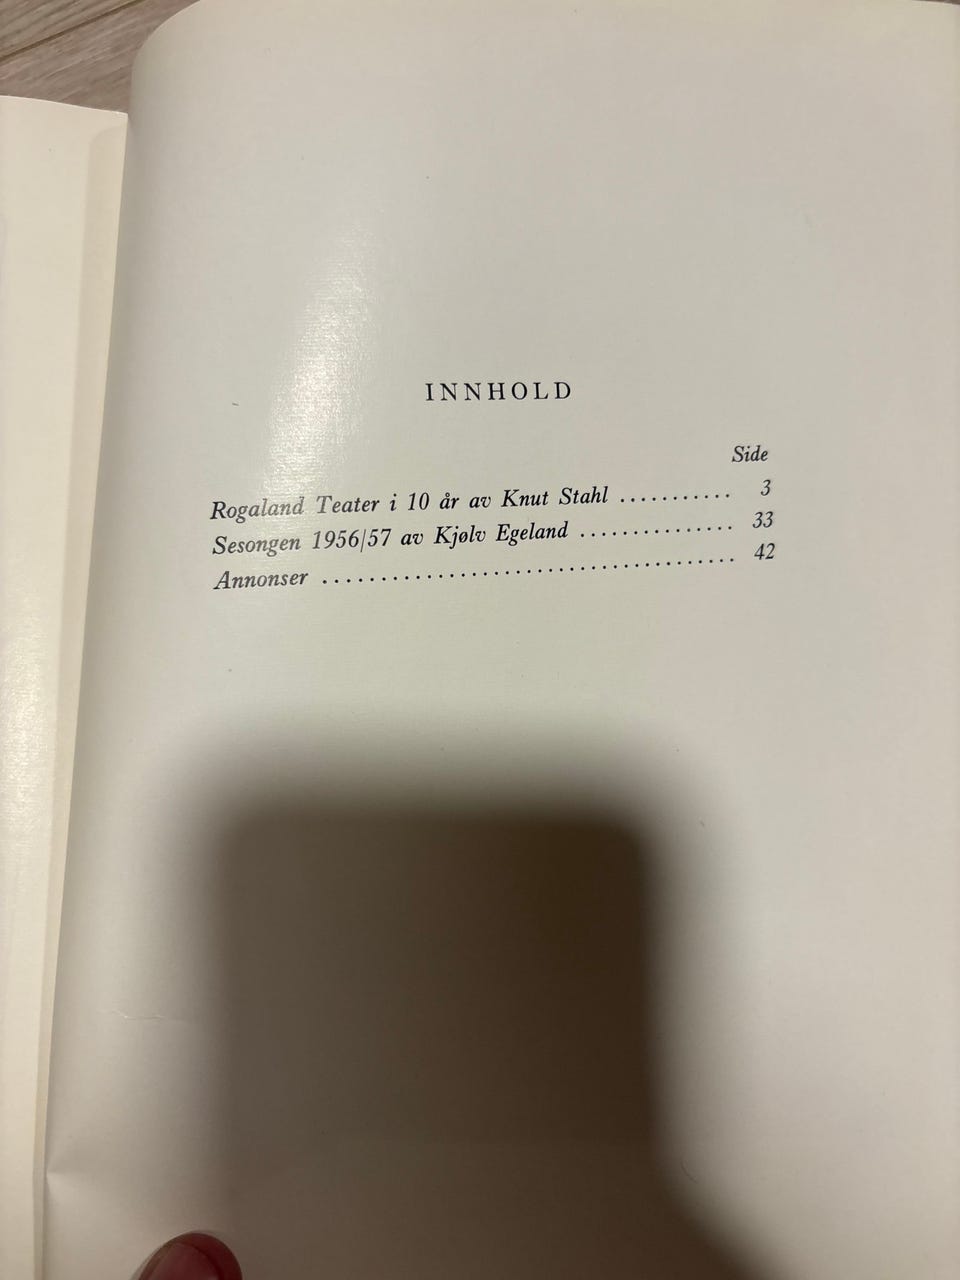 INNHOLD
Side
Rogaland Teater i 10 år av Knut Stahl ........... 3
Sesongen 1956/57 av Kjølv Egeland .............. 33
Annonser .................................... 42